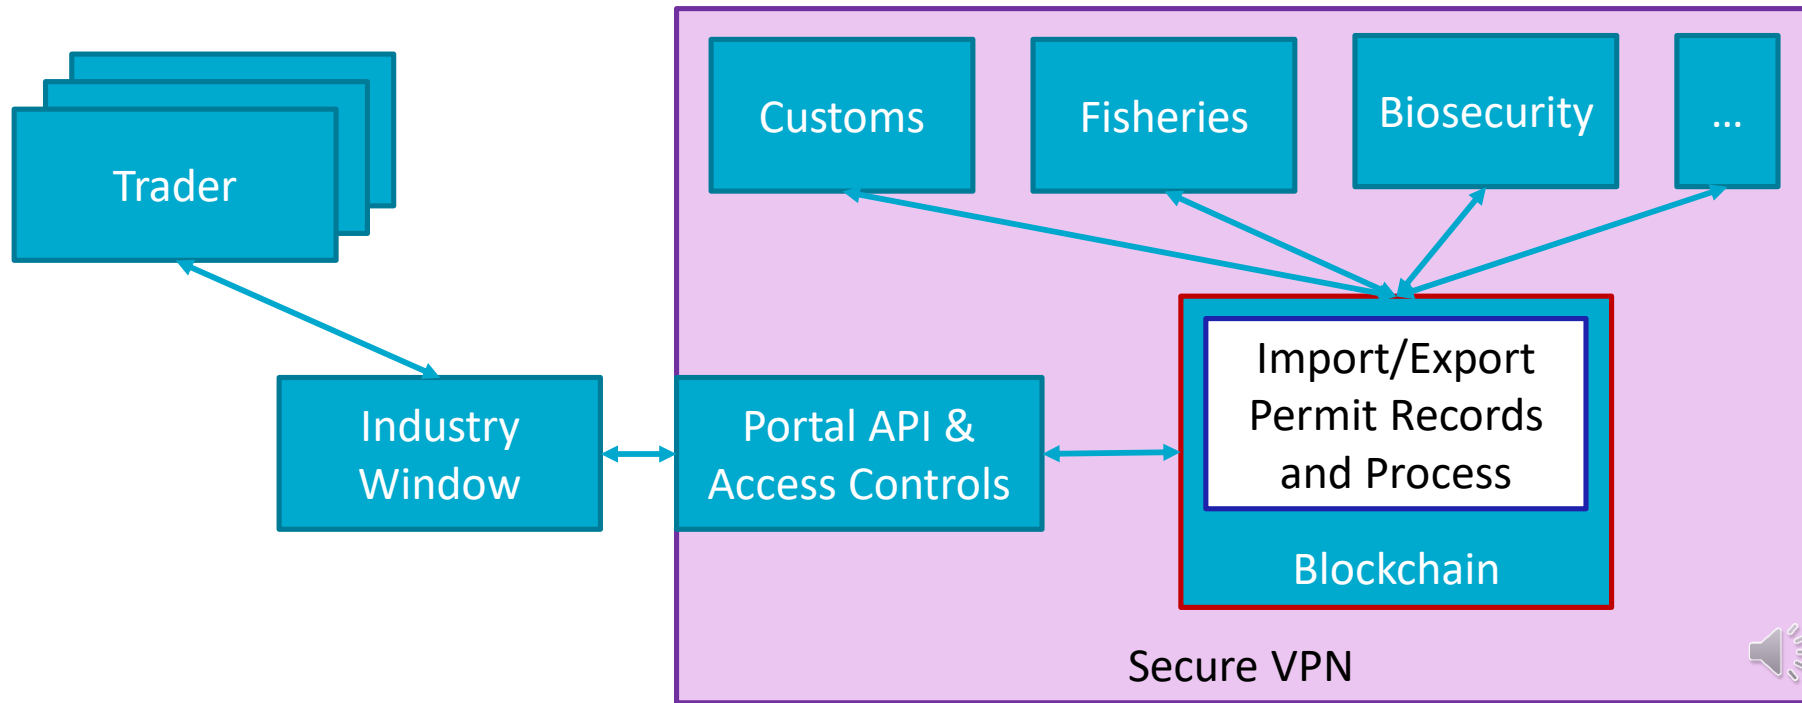 Customs
Fisheries
Biosecurity
...
Trader
Industry
Window
Portal API &
Access Controls
Import/Export
Permit Records
and Process
Blockchain
Secure VPN